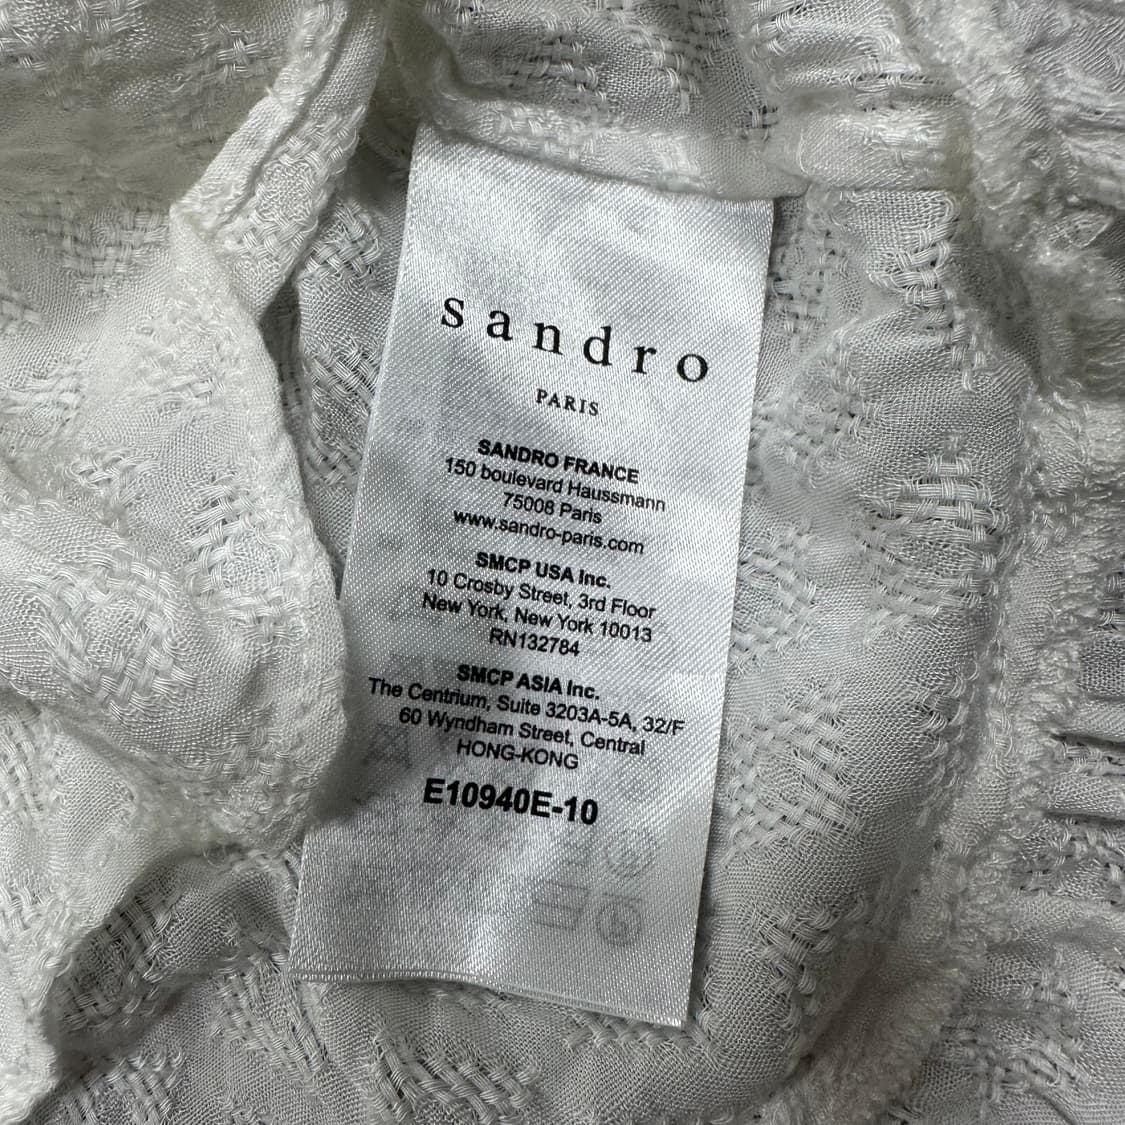 sandro
PARIS
SANDRO FRANCE
150 boulevard Haussmann
75008 Paris
www.sandro-paris.com
SMCP USA Inc.
10 Crosby Street, 3rd Floor
New York, New York 10013
RN132784
SMCP ASIA Inc.
The Centrium, Suite 3203A-5A, 32/F
60 Wyndham Street, Central
HONG-KONG
E10940E-10